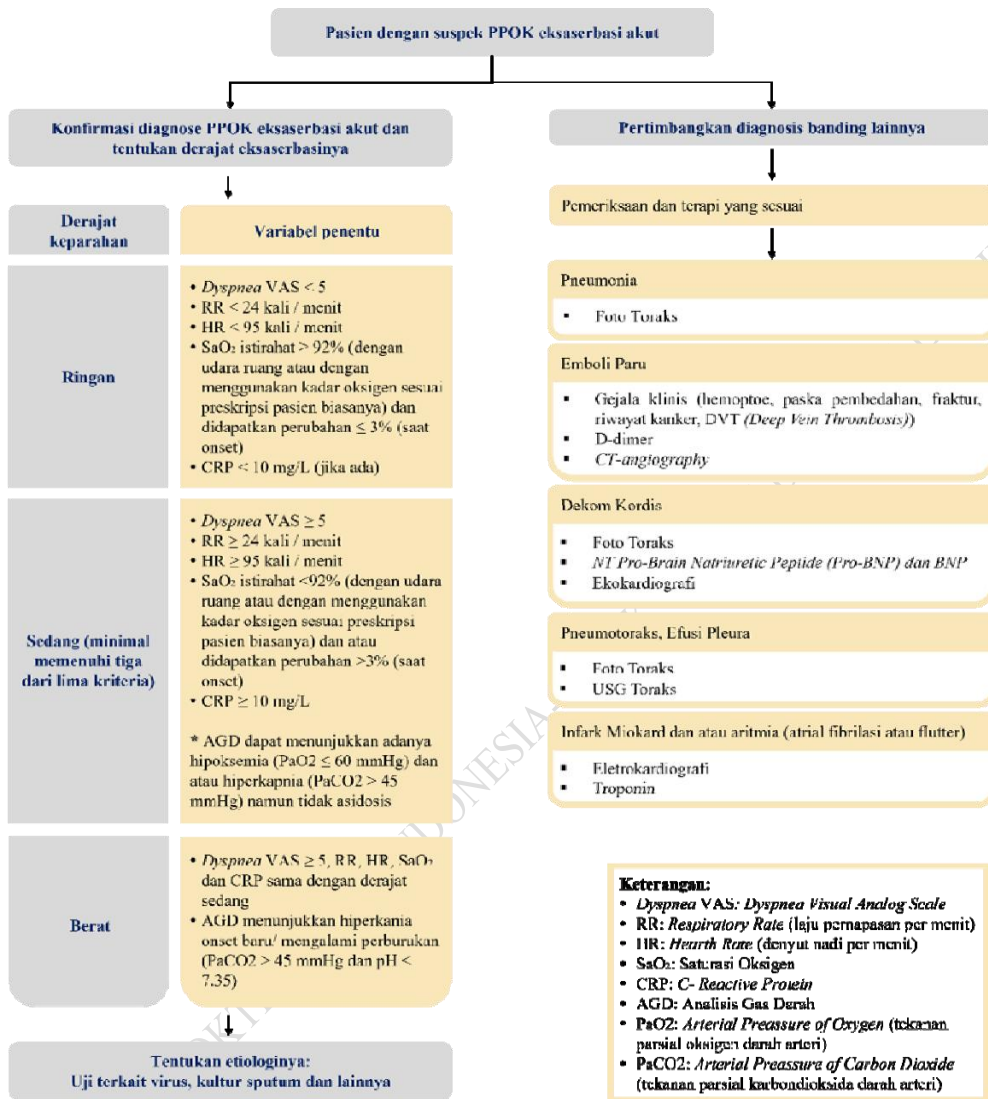 Pasien dengan suspek PPOK eksaserbasi akut
Konfirmasi diagnose PPOK eksaserbasi akut dan
tentukan derajat eksaserbasinya
Derajat
keparahan
Variabel penentu
Ringan
• Dyspnea VAS < 5
• RR < 24 kali / menit
• HR < 95 kali / menit
• SaO₂ istirahat > 92% (dengan
udara ruang atau dengan
menggunakan kadar oksigen sesuai
preskripsi pasien biasanya) dan
didapatkan perubahan ≤ 3% (saat
onset)
• CRP < 10 mg/L (jika ada)
Sedang (minimal
memenuhi tiga
dari lima kriteria)
• Dyspnea VAS ≥ 5
• RR ≥ 24 kali / menit
• HR ≥ 95 kali / menit
• SaO₂ istirahat <92% (dengan udara
ruang atau dengan menggunakan
kadar oksigen sesuai preskripsi
pasien biasanya) dan atau
didapatkan perubahan >3% (saat
onset)
• CRP ≥ 10 mg/L
* AGD dapat menunjukkan adanya
hipoksemia (PaO2 ≤ 60 mmHg) dan
atau hiperkapnia (PaCO2 > 45
mmHg) namun tidak asidosis
Berat
• Dyspnea VAS ≥ 5, RR, HR, SaO₂
dan CRP sama dengan derajat
sedang
• AGD menunjukkan hiperkania
onset baru/ mengalami perburukan
(PaCO2 > 45 mmHg dan pH <
7.35)
Tentukan etiologinya:
Uji terkait virus, kultur sputum dan lainnya
Pertimbangkan diagnosis banding lainnya
Pemeriksaan dan terapi yang sesuai
Pneumonia
▪ Foto Toraks
Emboli Paru
▪ Gejala klinis (hemoptoe, paska pembedahan, fraktur,
riwayat kanker, DVT (Deep Vein Thrombosis))
▪ D-dimer
▪ CT-angiography
Dekom Kordis
▪ Foto Toraks
▪ NT Pro-Brain Natriuretic Peptide (Pro-BNP) dan BNP
▪ Ekokardiografi
Pneumotoraks, Efusi Pleura
▪ Foto Toraks
▪ USG Toraks
Infark Miokard dan atau aritmia (atrial fibrilasi atau flutter)
▪ Eletrokardiografi
▪ Troponin
Keterangan:
• Dyspnea VAS: Dyspnea Visual Analog Scale
• RR: Respiratory Rate (laju pernapasan per menit)
• HR: Hearth Rate (denyut nadi per menit)
• SaO₂: Saturasi Oksigen
• CRP: C- Reactive Protein
• AGD: Analisis Gas Darah
• PaO2: Arterial Preassure of Oxygen (tekanan
parsial oksigen darah arteri)
• PaCO2: Arterial Preassure of Carbon Dioxide
(tekanan parsial karbondioksida darah arteri)
INDONESIA